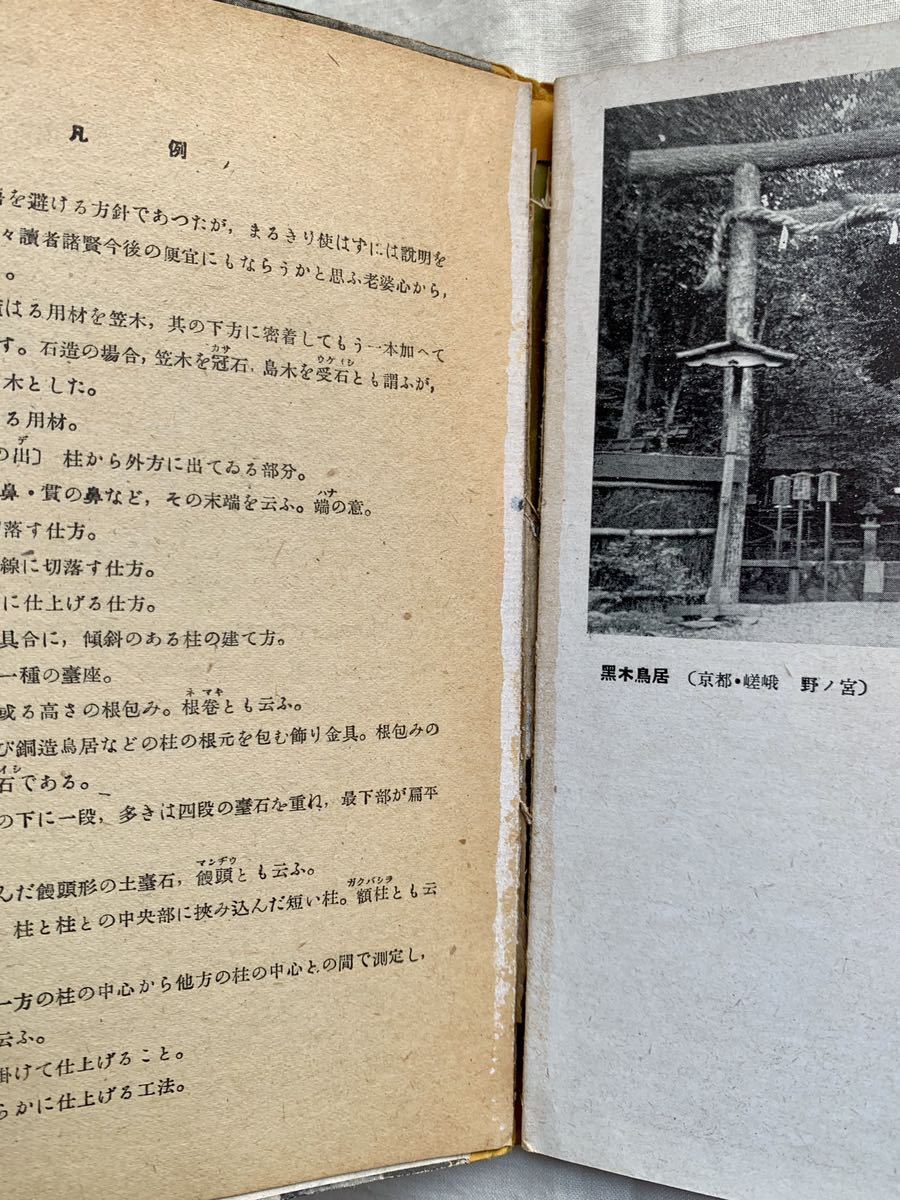 凡例
を避ける方針であつたが，まるきり使はずには説明を
々讀者諸賢今後の便宜にもならうかと思ふ老婆心から，
。
はる用材を笠木，其の下方に密着してもう一本加へて
す。石造の場合，笠木を冠石，島木を受石とも謂ふが，
木とした。
る用材。
の出〕 柱から外方に出てゐる部分。
鼻・貫の鼻など，その末端を云ふ。端の意。
落す仕方。
線に切落す仕方。
に仕上げる仕方。
具合に，傾斜のある柱の建て方。
一種の臺座。
或る高さの根包み。根卷とも云ふ。
び銅造鳥居などの柱の根元を包む飾り金具。根包みの
石である。
の下に一段，多きは四段の臺石を重ね，最下部が扁平
んだ饅頭形の土臺石，饅頭とも云ふ。
柱と柱との中央部に挾み込んだ短い柱。額柱とも云
一方の柱の中心から他方の柱の中心との間で測定し，
云ふ。
掛けて仕上げること。
らかに仕上げる工法。
黑木鳥居 （京都・嵯峨 野ノ宮）